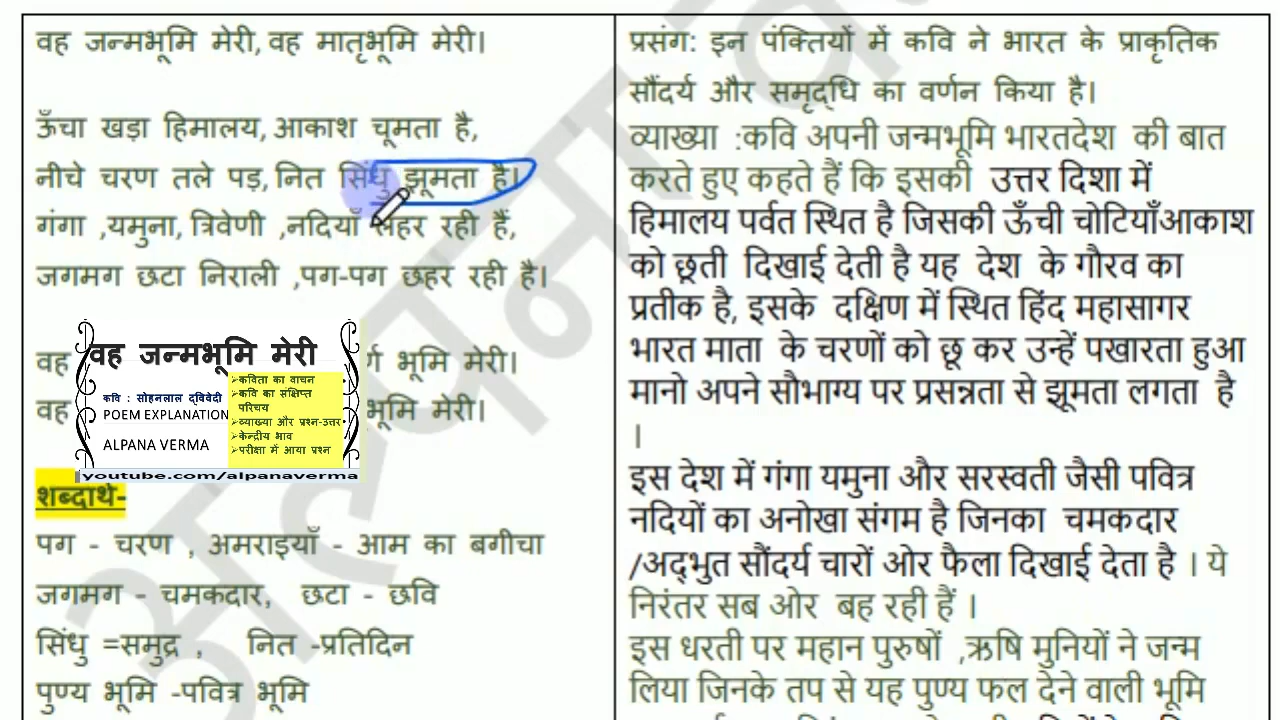 वह जन्मभूमि मेरी, वह मातृभूमि मेरी।
ऊँचा खड़ा हिमालय, आकाश चूमता है,
नीचे चरण तले पड़, नित सिंधु झूमता है।
गंगा ,यमुना, त्रिवेणी ,नदियाँ लहर रही हैं,
जगमग छटा निराली ,पग-पग छहर रही है।
वह भूमि मेरी।
वह भूमि मेरी।
वह जन्मभूमि मेरी
कवि : सोहनलाल द्विवेदी
POEM EXPLANATION
ALPANA VERMA
➢कविता का वाचन
➢कवि का संक्षिप्त
परिचय
➢व्याख्या और प्रश्न-उत्तर
➢केन्द्रीय भाव
➢परीक्षा में आया प्रश्न
youtube.com/alpanaverma
शब्दार्थ-
पग - चरण , अमराइयाँ - आम का बगीचा
जगमग - चमकदार, छटा - छवि
सिंधु =समुद्र , नित -प्रतिदिन
पुण्य भूमि -पवित्र भूमि
प्रसंग: इन पंक्तियों में कवि ने भारत के प्राकृतिक
सौंदर्य और समृद्धि का वर्णन किया है।
व्याख्या :कवि अपनी जन्मभूमि भारतदेश की बात
करते हुए कहते हैं कि इसकी उत्तर दिशा में
हिमालय पर्वत स्थित है जिसकी ऊँची चोटियाँआकाश
को छूती दिखाई देती है यह देश के गौरव का
प्रतीक है, इसके दक्षिण में स्थित हिंद महासागर
भारत माता के चरणों को छू कर उन्हें पखारता हुआ
मानो अपने सौभाग्य पर प्रसन्नता से झूमता लगता है
।
इस देश में गंगा यमुना और सरस्वती जैसी पवित्र
नदियों का अनोखा संगम है जिनका चमकदार
/अद्भुत सौंदर्य चारों ओर फैला दिखाई देता है । ये
निरंतर सब ओर बह रही हैं ।
इस धरती पर महान पुरुषों ,ऋषि मुनियों ने जन्म
लिया जिनके तप से यह पुण्य फल देने वाली भूमि